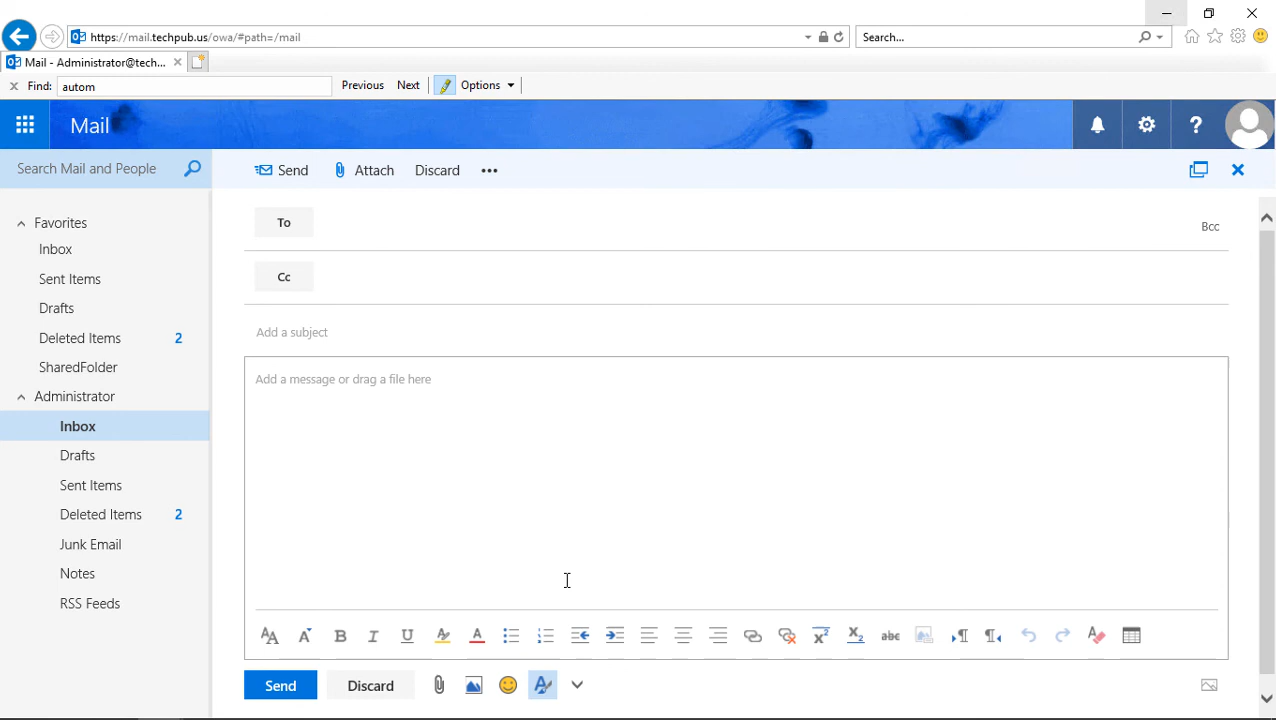 https://mail.techpub.us/owa/#path=/mail
Search...
Mail - Administrator@tech...
Find: autom Previous Next Options
Mail
?
Search Mail and People
Send Attach Discard
To
Bcc
Cc
Add a subject
Add a message or drag a file here
Favorites
Inbox
Sent Items
Drafts
Deleted Items 2
SharedFolder
Administrator
Inbox
Drafts
Sent Items
Deleted Items 2
Junk Email
Notes
RSS Feeds
B I U abc
Send Discard